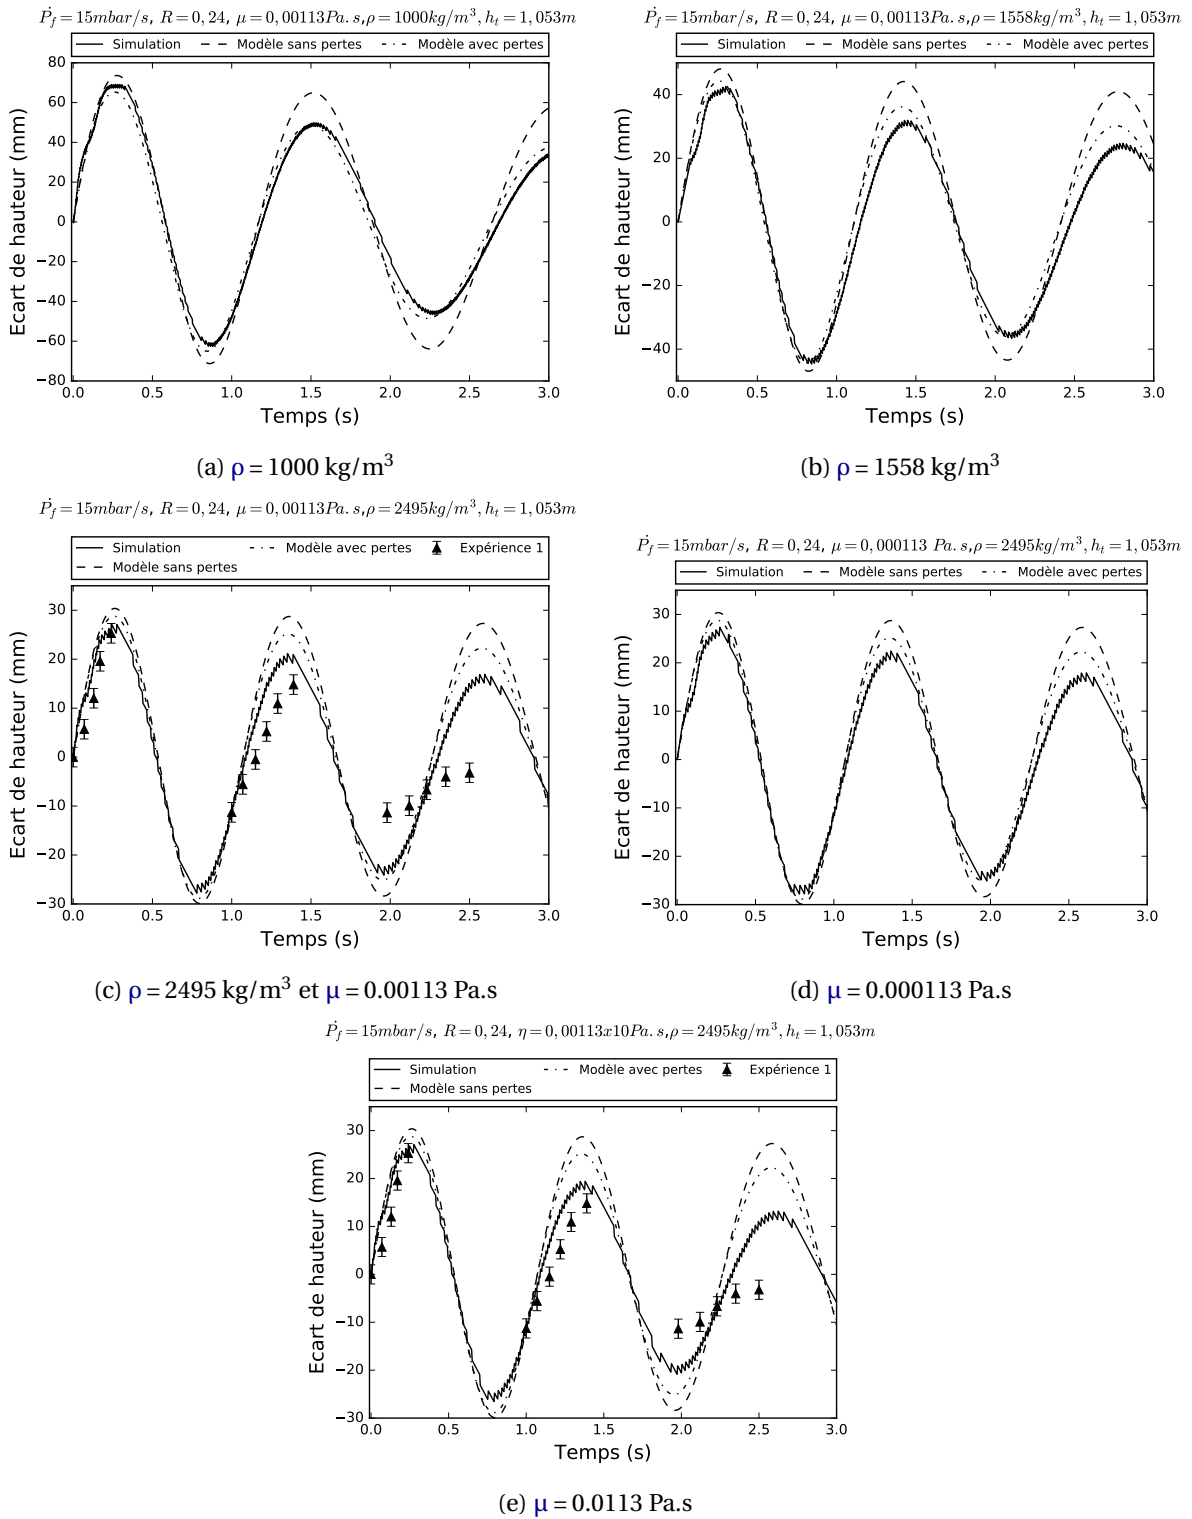 Ṗ_f = 15mbar/s, R = 0,24, μ = 0,00113Pa.s,ρ = 1000kg/m³, h_t = 1,053m
Simulation Modèle sans pertes Modèle avec pertes
80
60
40
20
0
−20
−40
−60
−80
Ecart de hauteur (mm)
0.0 0.5 1.0 1.5 2.0 2.5 3.0
Temps (s)
(a) ρ = 1000 kg/m³
Ṗ_f = 15mbar/s, R = 0,24, μ = 0,00113Pa.s,ρ = 1558kg/m³, h_t = 1,053m
Simulation Modèle sans pertes Modèle avec pertes
40
20
0
−20
−40
Ecart de hauteur (mm)
0.0 0.5 1.0 1.5 2.0 2.5 3.0
Temps (s)
(b) ρ = 1558 kg/m³
Ṗ_f = 15mbar/s, R = 0,24, μ = 0,00113Pa.s,ρ = 2495kg/m³, h_t = 1,053m
Simulation Modèle avec pertes Expérience 1
Modèle sans pertes
30
20
10
0
−10
−20
−30
Ecart de hauteur (mm)
0.0 0.5 1.0 1.5 2.0 2.5 3.0
Temps (s)
(c) ρ = 2495 kg/m³ et μ = 0.00113 Pa.s
Ṗ_f = 15mbar/s, R = 0,24, μ = 0,000113 Pa.s,ρ = 2495kg/m³, h_t = 1,053m
Simulation Modèle sans pertes Modèle avec pertes
30
20
10
0
−10
−20
−30
Ecart de hauteur (mm)
0.0 0.5 1.0 1.5 2.0 2.5 3.0
Temps (s)
(d) μ = 0.000113 Pa.s
Ṗ_f = 15mbar/s, R = 0,24, η = 0,00113x10Pa.s,ρ = 2495kg/m³, h_t = 1,053m
Simulation Modèle avec pertes Expérience 1
Modèle sans pertes
30
20
10
0
−10
−20
−30
Ecart de hauteur (mm)
0.0 0.5 1.0 1.5 2.0 2.5 3.0
Temps (s)
(e) μ = 0.0113 Pa.s